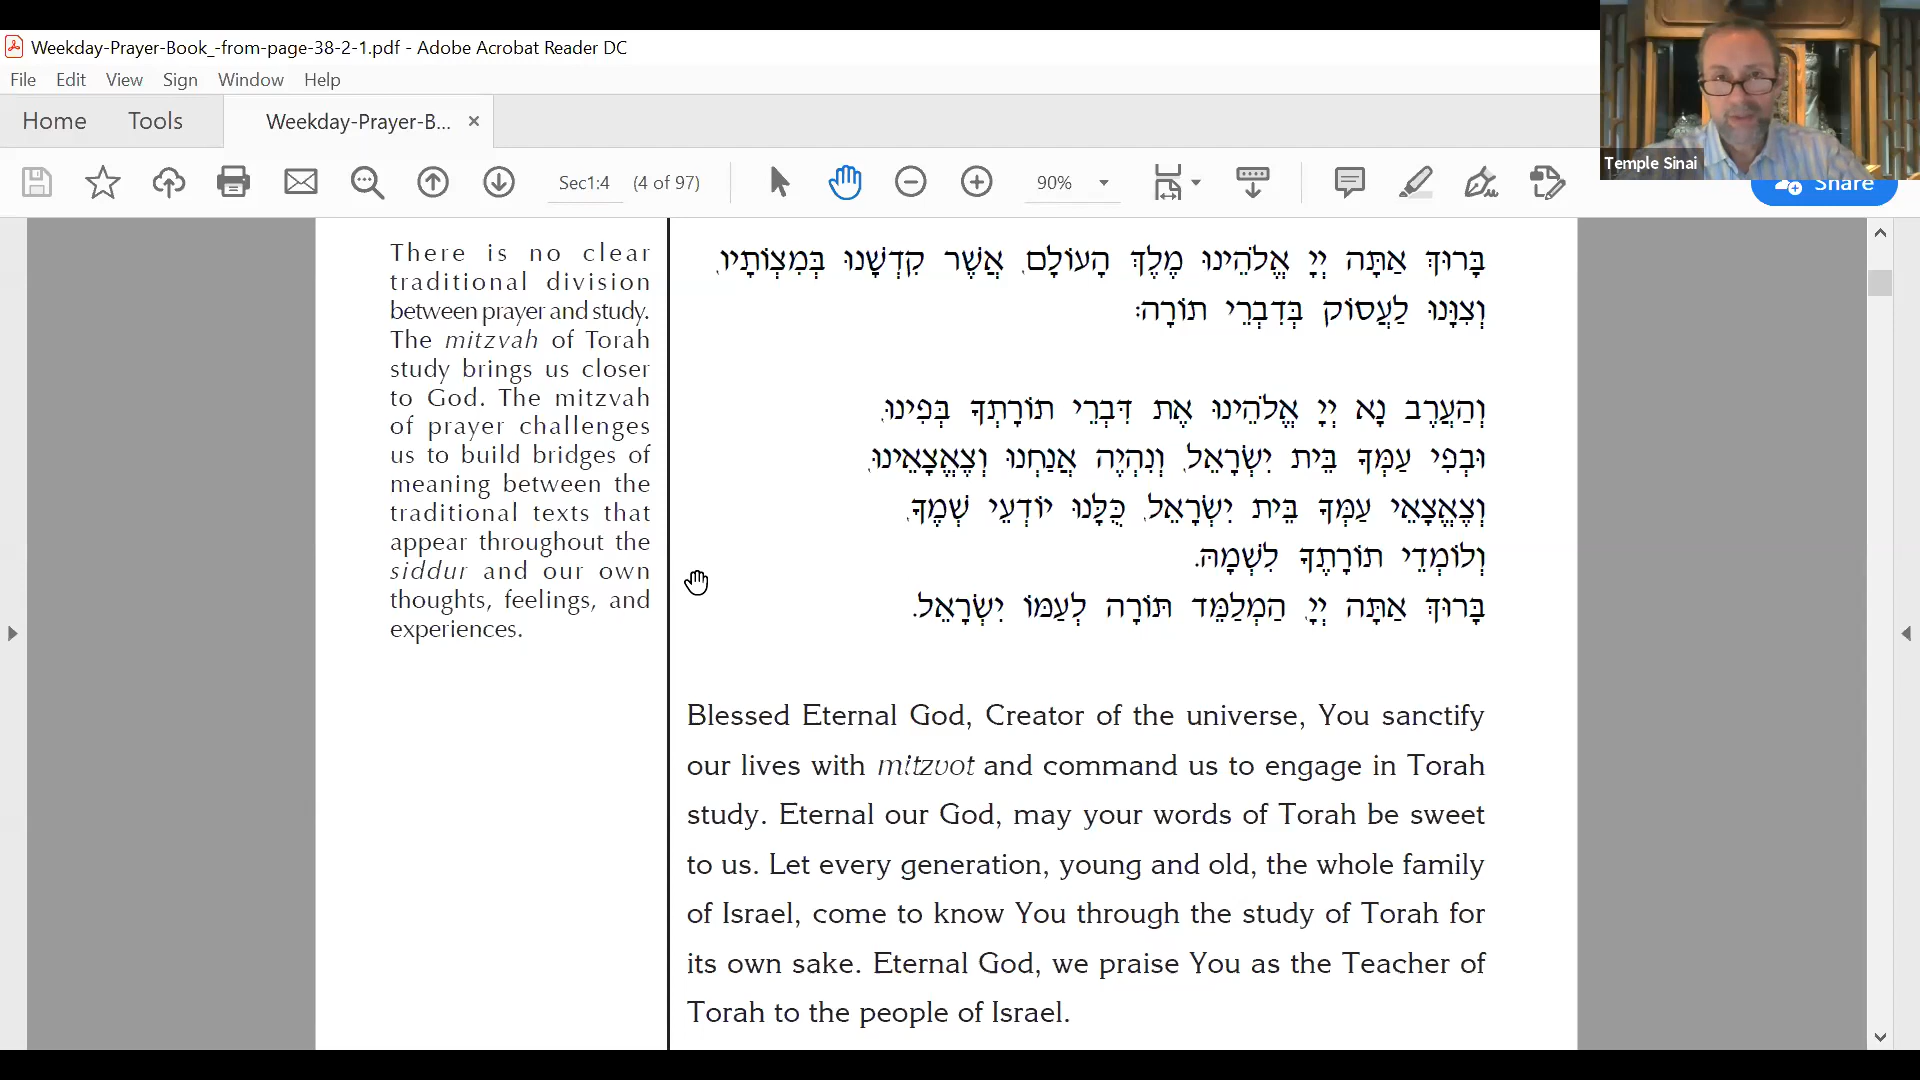 Weekday-Prayer-Book_-from-page-38-2-1.pdf - Adobe Acrobat Reader DC
File Edit View Sign Window Help
Home Tools Weekday-Prayer-B... ×
Sec1:4 (4 of 97) 90% Share
Temple Sinai
There is no clear
traditional division
between prayer and study.
The mitzvah of Torah
study brings us closer
to God. The mitzvah
of prayer challenges
us to build bridges of
meaning between the
traditional texts that
appear throughout the
siddur and our own
thoughts, feelings, and
experiences.
בָּרוּךְ אַתָּה יְיָ אֱלֹהֵינוּ מֶלֶךְ הָעוֹלָם, אֲשֶׁר קִדְּשָׁנוּ בְּמִצְוֹתָיו,
וְצִוָּנוּ לַעֲסוֹק בְּדִבְרֵי תוֹרָה:
וְהַעֲרֶב נָא יְיָ אֱלֹהֵינוּ אֶת דִּבְרֵי תוֹרָתְךָ בְּפִינוּ,
וּבְפִי עַמְּךָ בֵּית יִשְׂרָאֵל, וְנִהְיֶה אֲנַחְנוּ וְצֶאֱצָאֵינוּ,
וְצֶאֱצָאֵי עַמְּךָ בֵּית יִשְׂרָאֵל, כֻּלָּנוּ יוֹדְעֵי שְׁמֶךָ,
וְלוֹמְדֵי תוֹרָתֶךָ לִשְׁמָהּ.
בָּרוּךְ אַתָּה יְיָ, הַמְלַמֵּד תּוֹרָה לְעַמּוֹ יִשְׂרָאֵל.
Blessed Eternal God, Creator of the universe, You sanctify
our lives with mitzvot and command us to engage in Torah
study. Eternal our God, may your words of Torah be sweet
to us. Let every generation, young and old, the whole family
of Israel, come to know You through the study of Torah for
its own sake. Eternal God, we praise You as the Teacher of
Torah to the people of Israel.